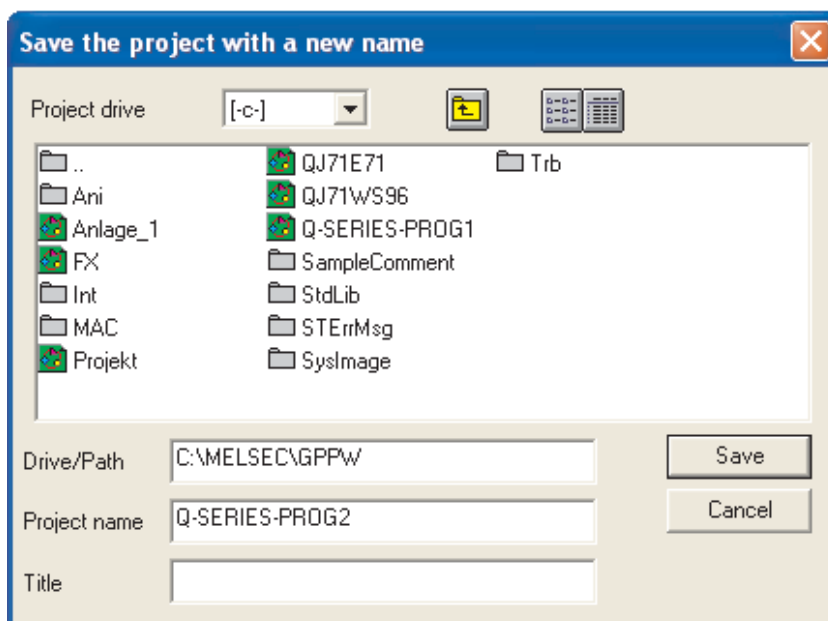 Save the project with a new name
Project drive [-c-]
.. QJ71E71 Trb
Ani QJ71WS96
Anlage_1 Q-SERIES-PROG1
FX SampleComment
Int StdLib
MAC STErrMsg
Projekt SysImage
Drive/Path C:\MELSEC\GPPW Save
Project name Q-SERIES-PROG2 Cancel
Title